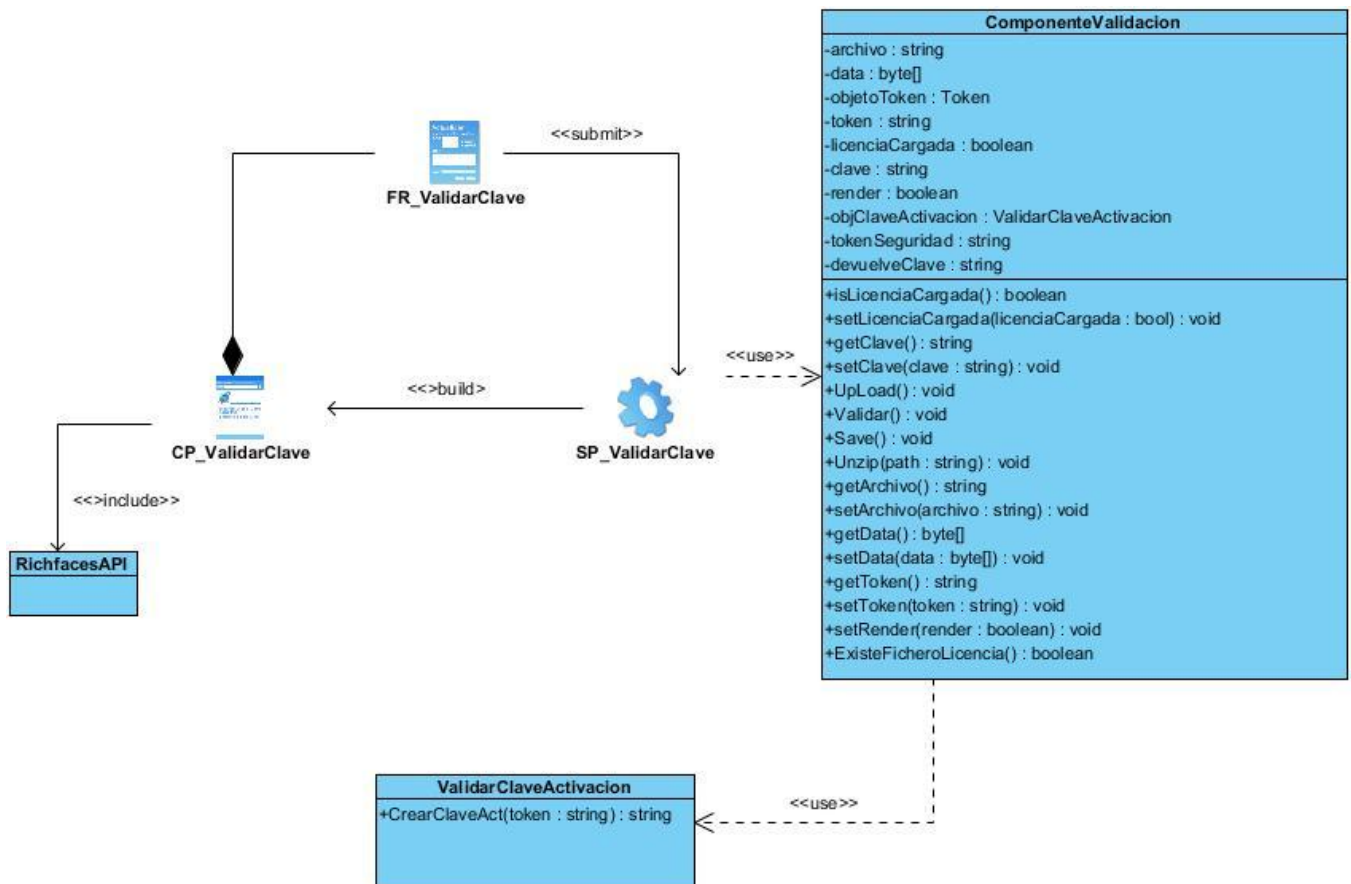 ComponenteValidacion
-archivo : string
-data : byte[]
-objetoToken : Token
-token : string
-licenciaCargada : boolean
-clave : string
-render : boolean
-objClaveActivacion : ValidarClaveActivacion
-tokenSeguridad : string
-devuelveClave : string
+isLicenciaCargada() : boolean
+setLicenciaCargada(licenciaCargada : bool) : void
+getClave() : string
+setClave(clave : string) : void
+UpLoad() : void
+Validar() : void
+Save() : void
+Unzip(path : string) : void
+getArchivo() : string
+setArchivo(archivo : string) : void
+getData() : byte[]
+setData(data : byte[]) : void
+getToken() : string
+setToken(token : string) : void
+setRender(render : boolean) : void
+ExisteFicheroLicencia() : boolean
<<submit>>
FR_ValidarClave
<<use>>
<<>build>
CP_ValidarClave
SP_ValidarClave
<<>include>>
RichfacesAPI
ValidarClaveActivacion
+CrearClaveAct(token : string) : string
<<use>>